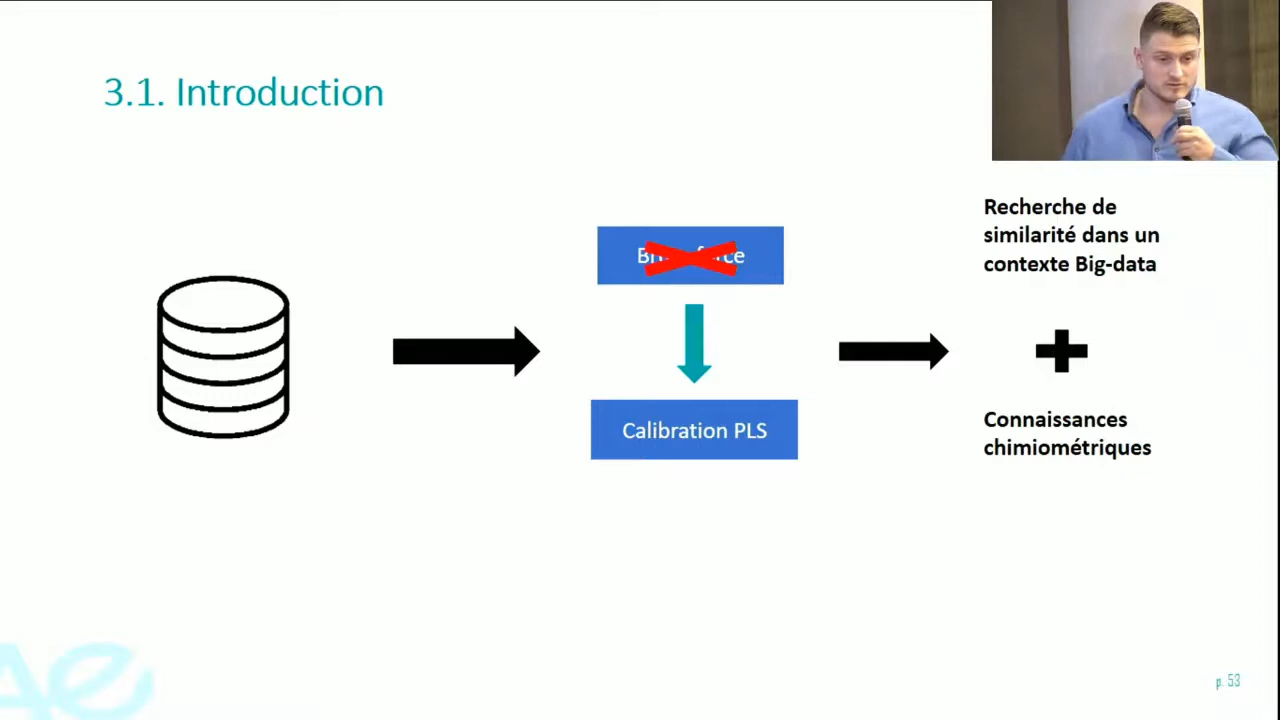 3.1. Introduction
Recherche de
similarité dans un
contexte Big-data
Calibration PLS
Connaissances
chimiométriques
p. 53